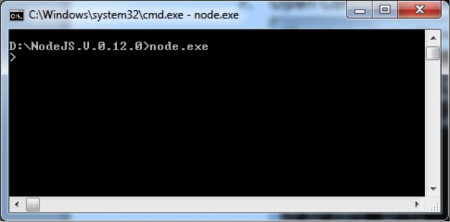 C:\Windows\system32\cmd.exe - node.exe
D:\NodeJS.V.0.12.0>node.exe
>